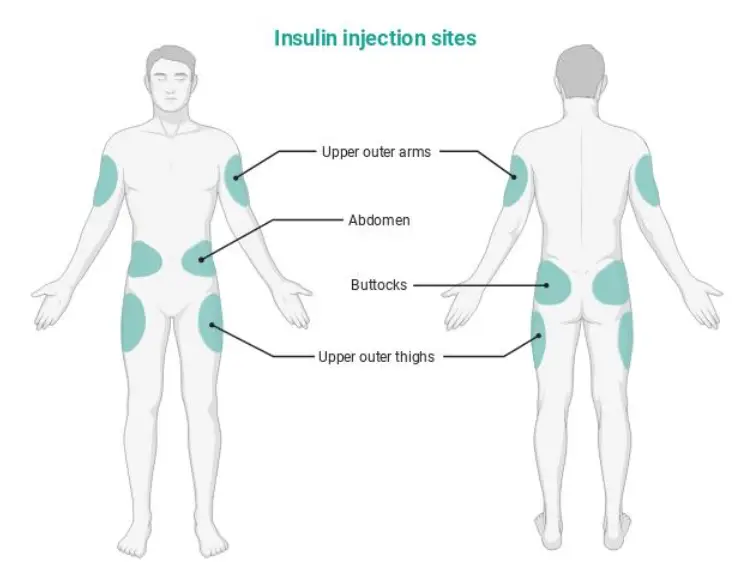 Insulin injection sites
Upper outer arms
Abdomen
Buttocks
Upper outer thighs